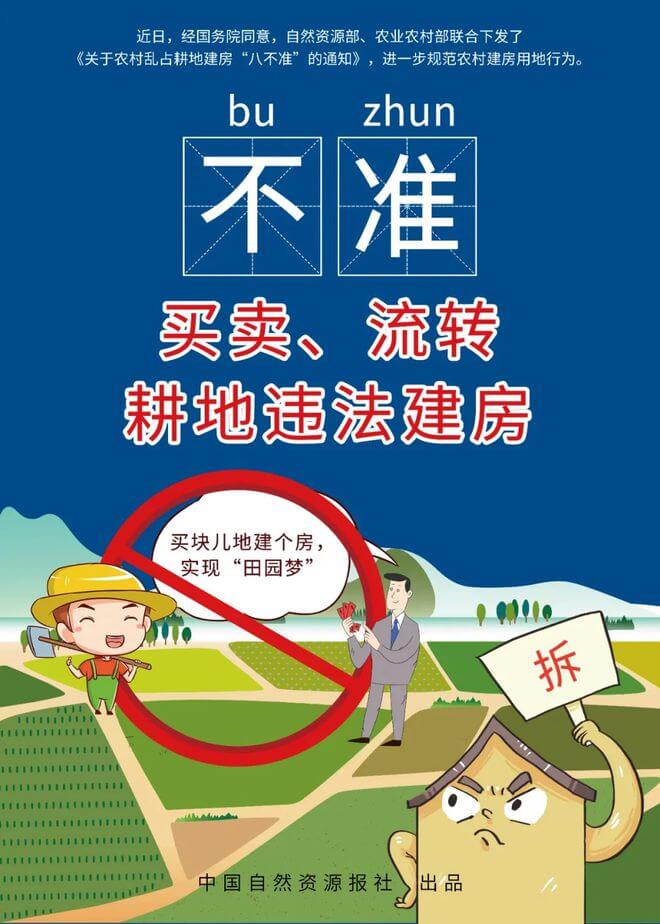 近日，经国务院同意，自然资源部、农业农村部联合下发了
《关于农村乱占耕地建房“八不准”的通知》，进一步规范农村建房用地行为。
bu zhun
不准
买卖、流转
耕地违法建房
买块儿地建个房，
实现“田园梦”
拆
中国自然资源报社 出品